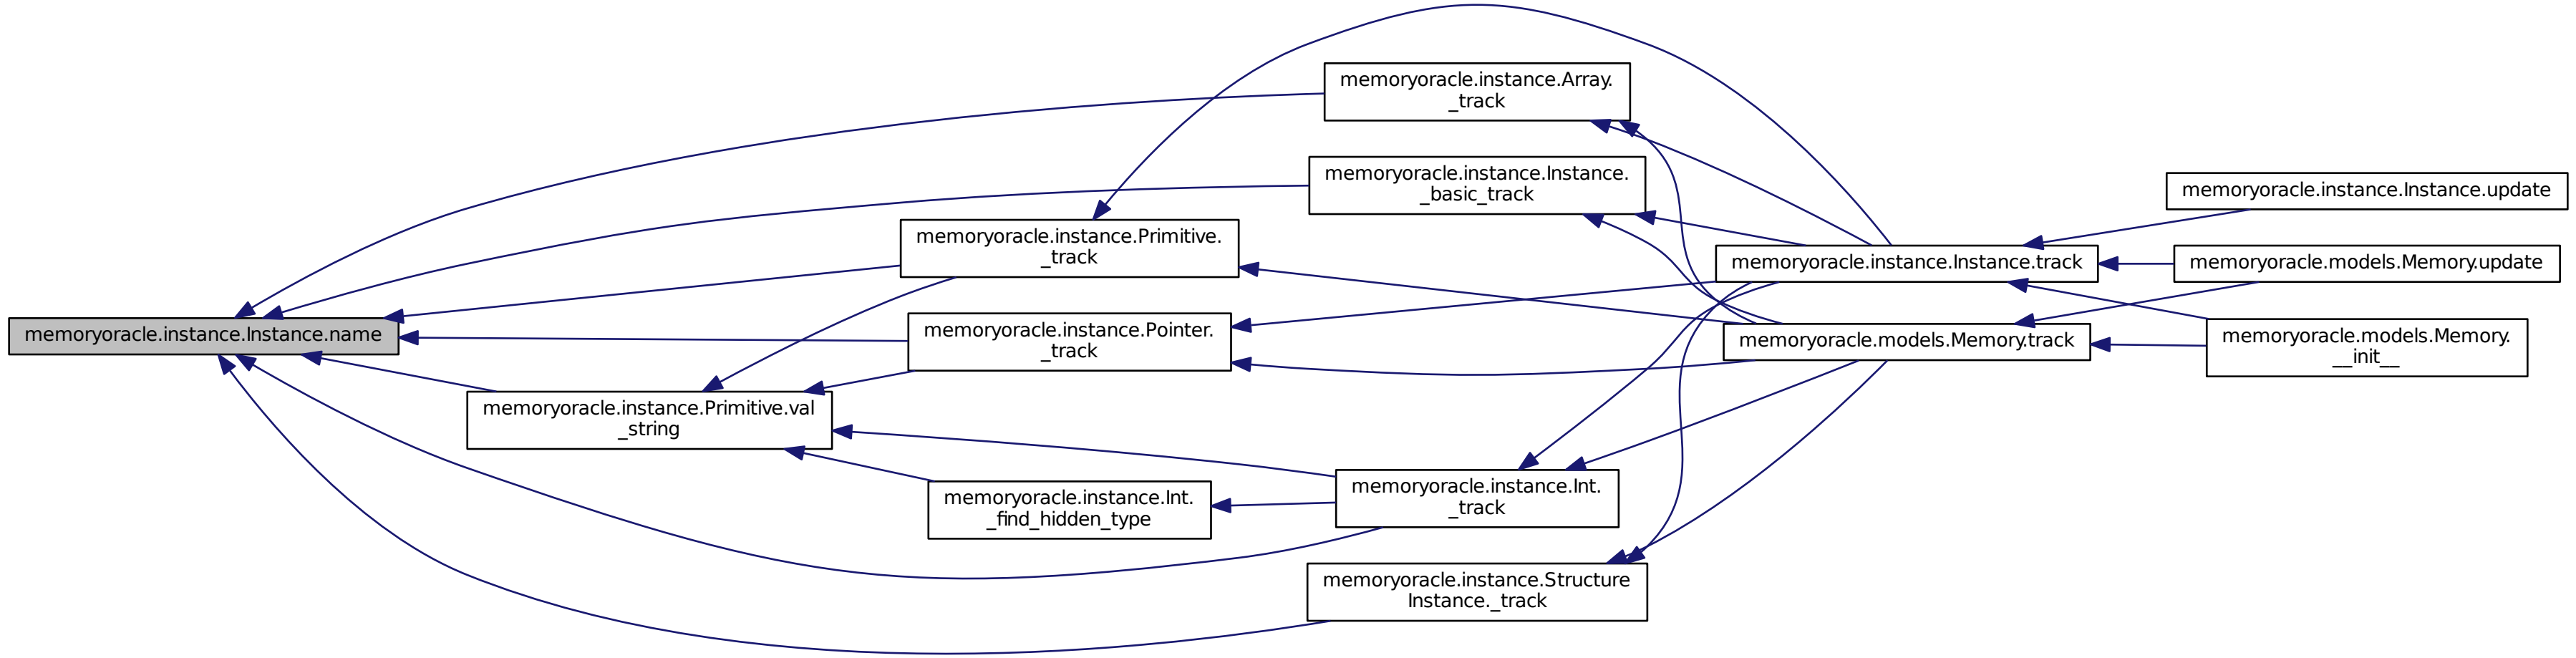 memoryoracle.instance.Instance.name
memoryoracle.instance.Array.
_track
memoryoracle.instance.Instance.
_basic_track
memoryoracle.instance.Primitive.
_track
memoryoracle.instance.Pointer.
_track
memoryoracle.instance.Primitive.val
_string
memoryoracle.instance.Int.
_find_hidden_type
memoryoracle.instance.Int.
_track
memoryoracle.instance.Structure
Instance._track
memoryoracle.instance.Instance.track
memoryoracle.models.Memory.track
memoryoracle.instance.Instance.update
memoryoracle.models.Memory.update
memoryoracle.models.Memory.
__init__